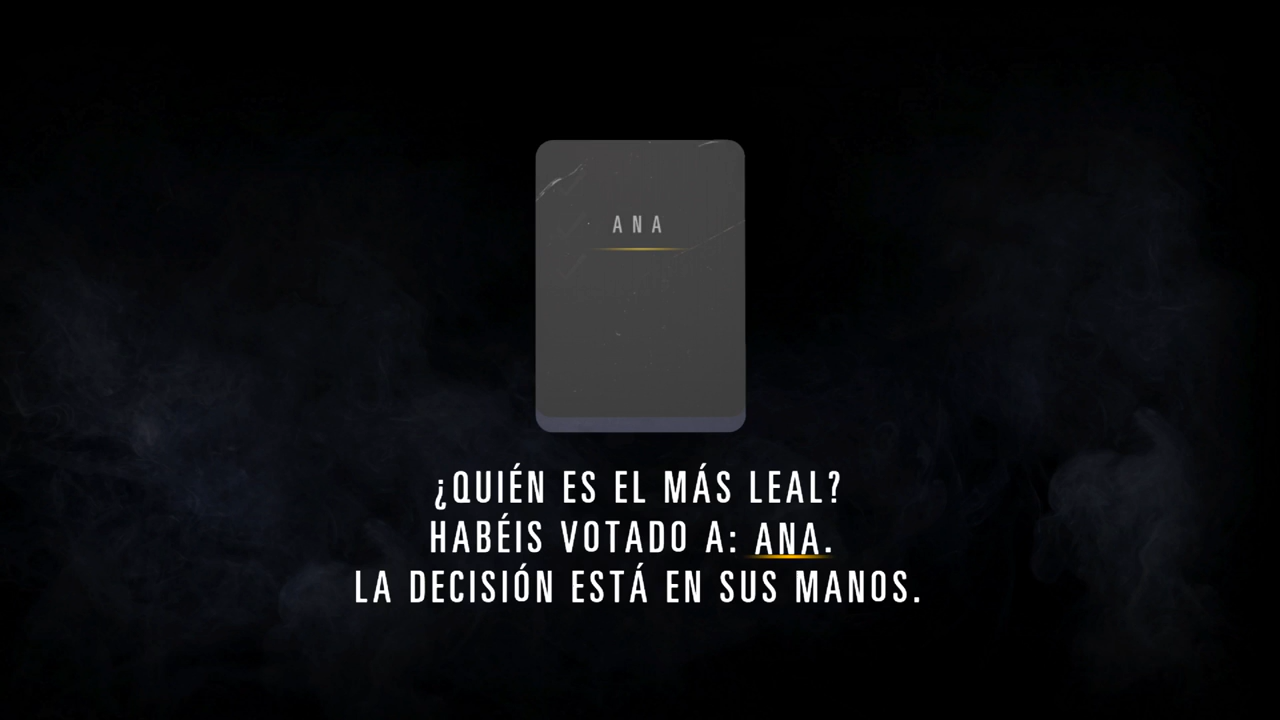 ANA
¿QUIÉN ES EL MÁS LEAL?
HABÉIS VOTADO A: ANA.
LA DECISIÓN ESTÁ EN SUS MANOS.